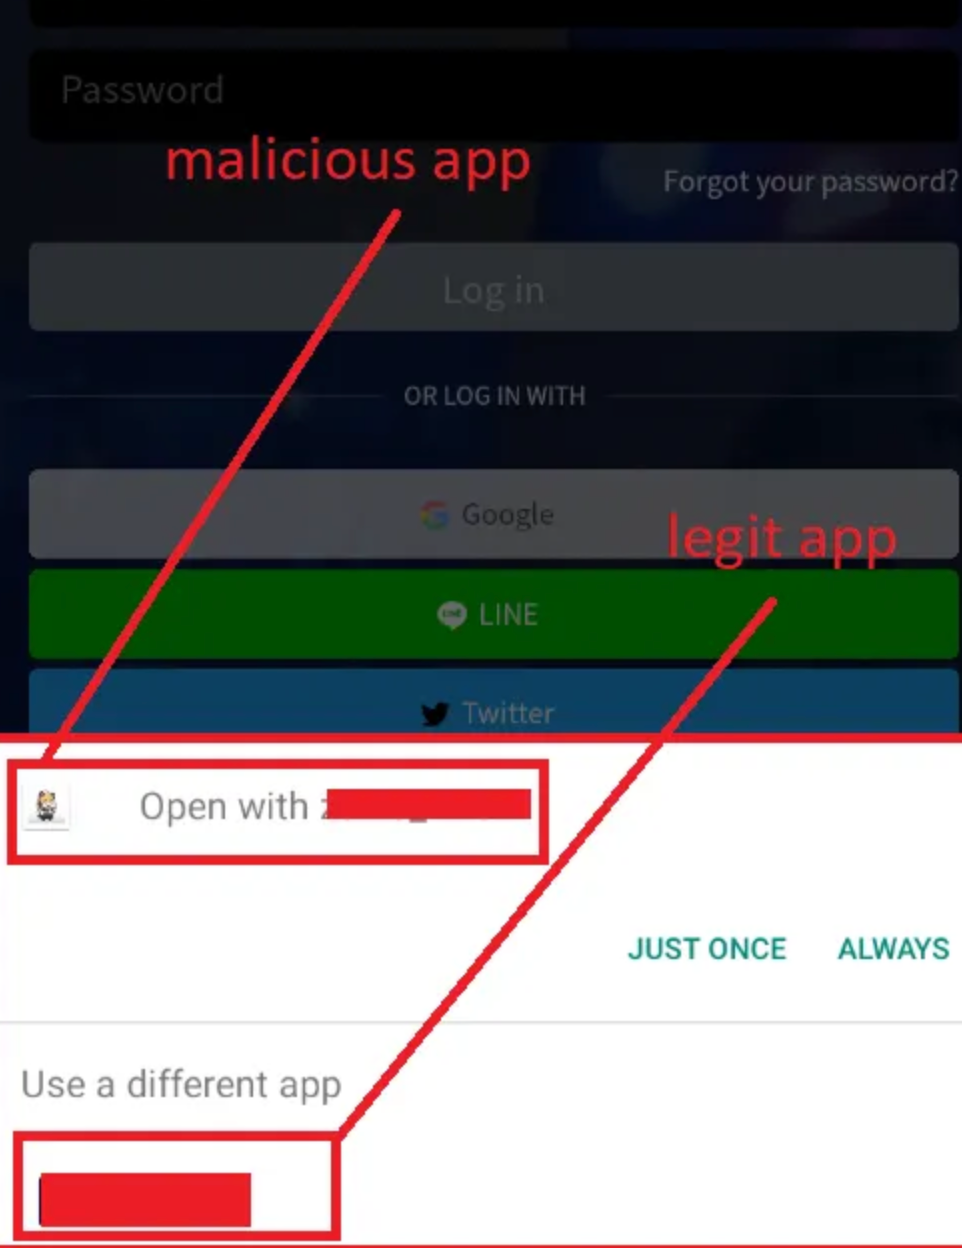 Password
malicious app
Forgot your password?
Log in
OR LOG IN WITH
Google
legit app
LINE
Twitter
Open with
JUST ONCE ALWAYS
Use a different app